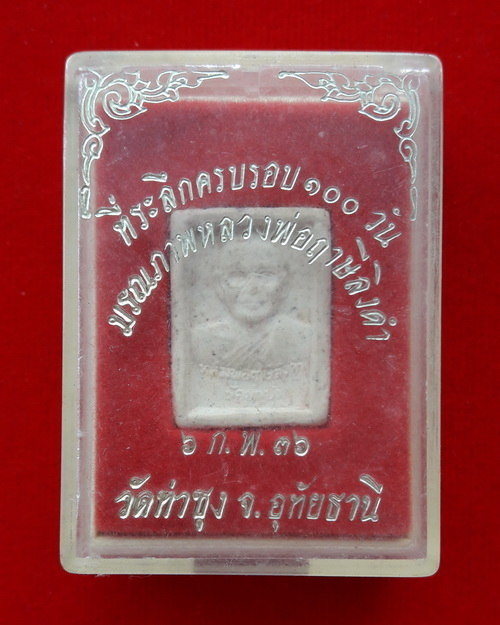 ที่ระลึกครบรอบ ๑๐๐ วัน
มรณภาพหลวงพ่อฤาษีลิงดำ
๖ ก.พ. ๓๖
วัดท่าซุง จ. อุทัยธานี